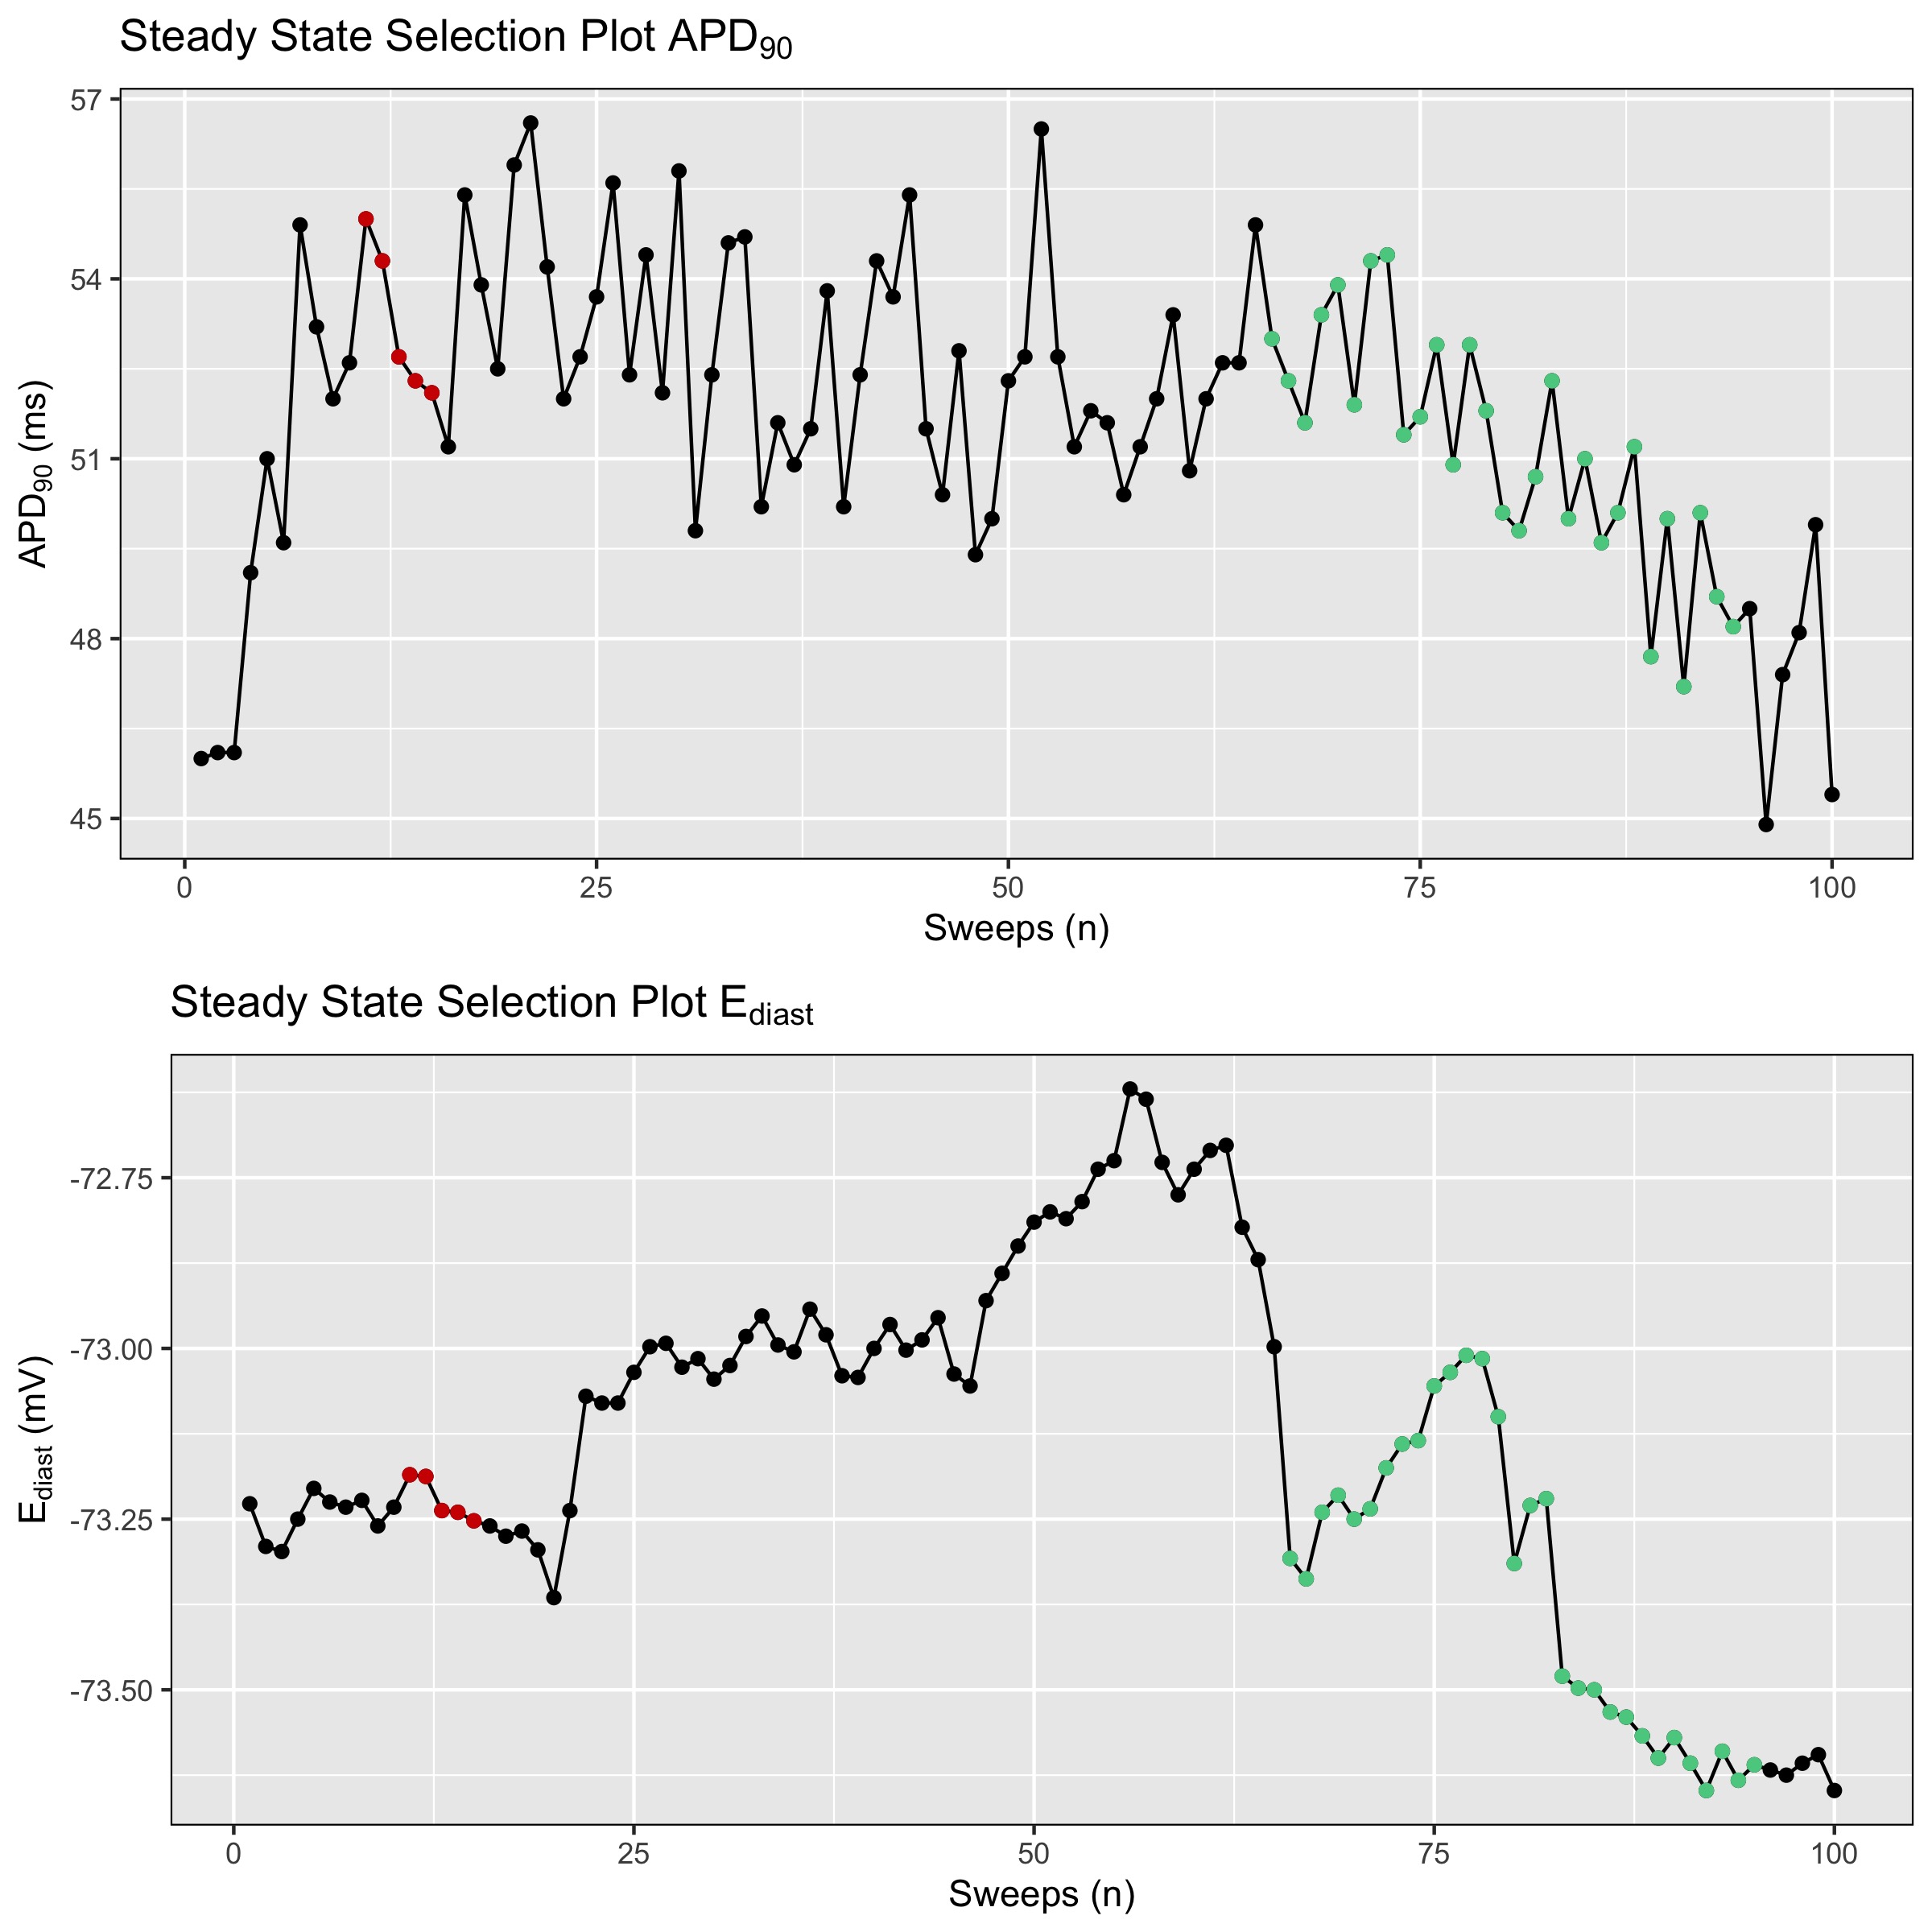 Steady State Selection Plot APD90
57
54
51
48
45
APD90 (ms)
0 25 50 75 100
Sweeps (n)
Steady State Selection Plot Ediast
-72.75
-73.00
-73.25
-73.50
Ediast (mV)
0 25 50 75 100
Sweeps (n)